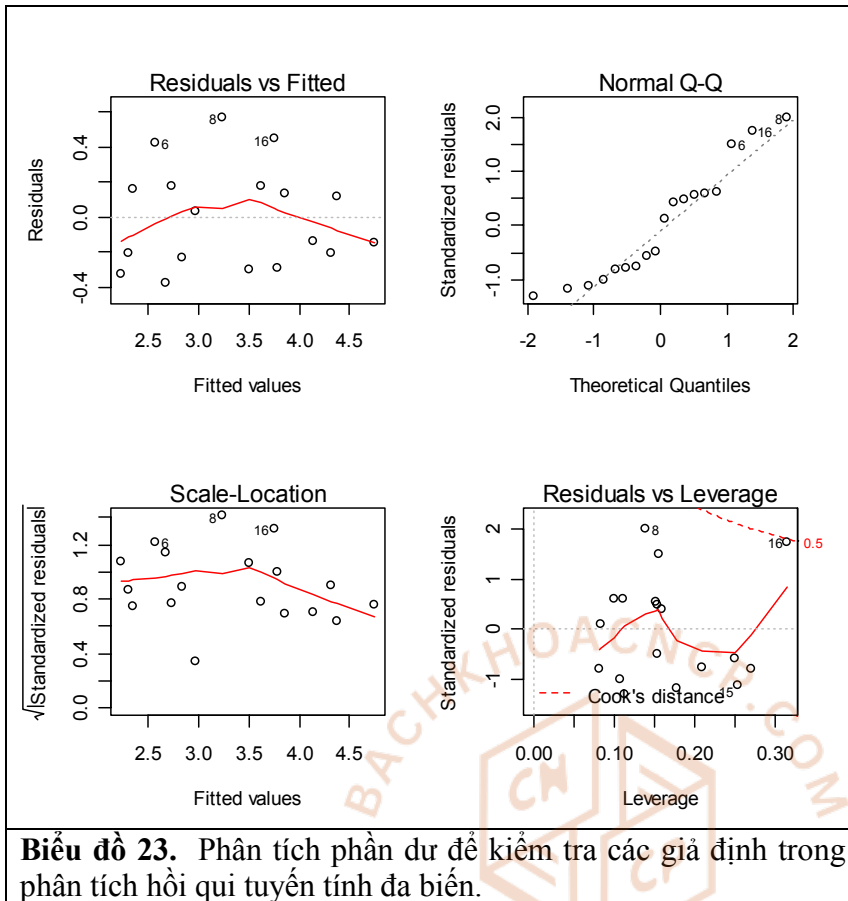 Residuals vs Fitted
Residuals
0.4
0.0
-0.4
8
6
16
2.5 3.0 3.5 4.0 4.5
Fitted values
Normal Q-Q
Standardized residuals
2.0
1.0
0.0
-1.0
8
16
6
-2 -1 0 1 2
Theoretical Quantiles
Scale-Location
√|Standardized residuals|
1.2
0.8
0.4
0.0
8
6
16
2.5 3.0 3.5 4.0 4.5
Fitted values
Residuals vs Leverage
Standardized residuals
2
1
0
-1
8
16
0.5
15
Cook's distance
0.00 0.10 0.20 0.30
Leverage
BACHKHOACNCP.COM
CN
CP
Biểu đồ 23. Phân tích phần dư để kiểm tra các giả định trong
phân tích hồi qui tuyến tính đa biến.